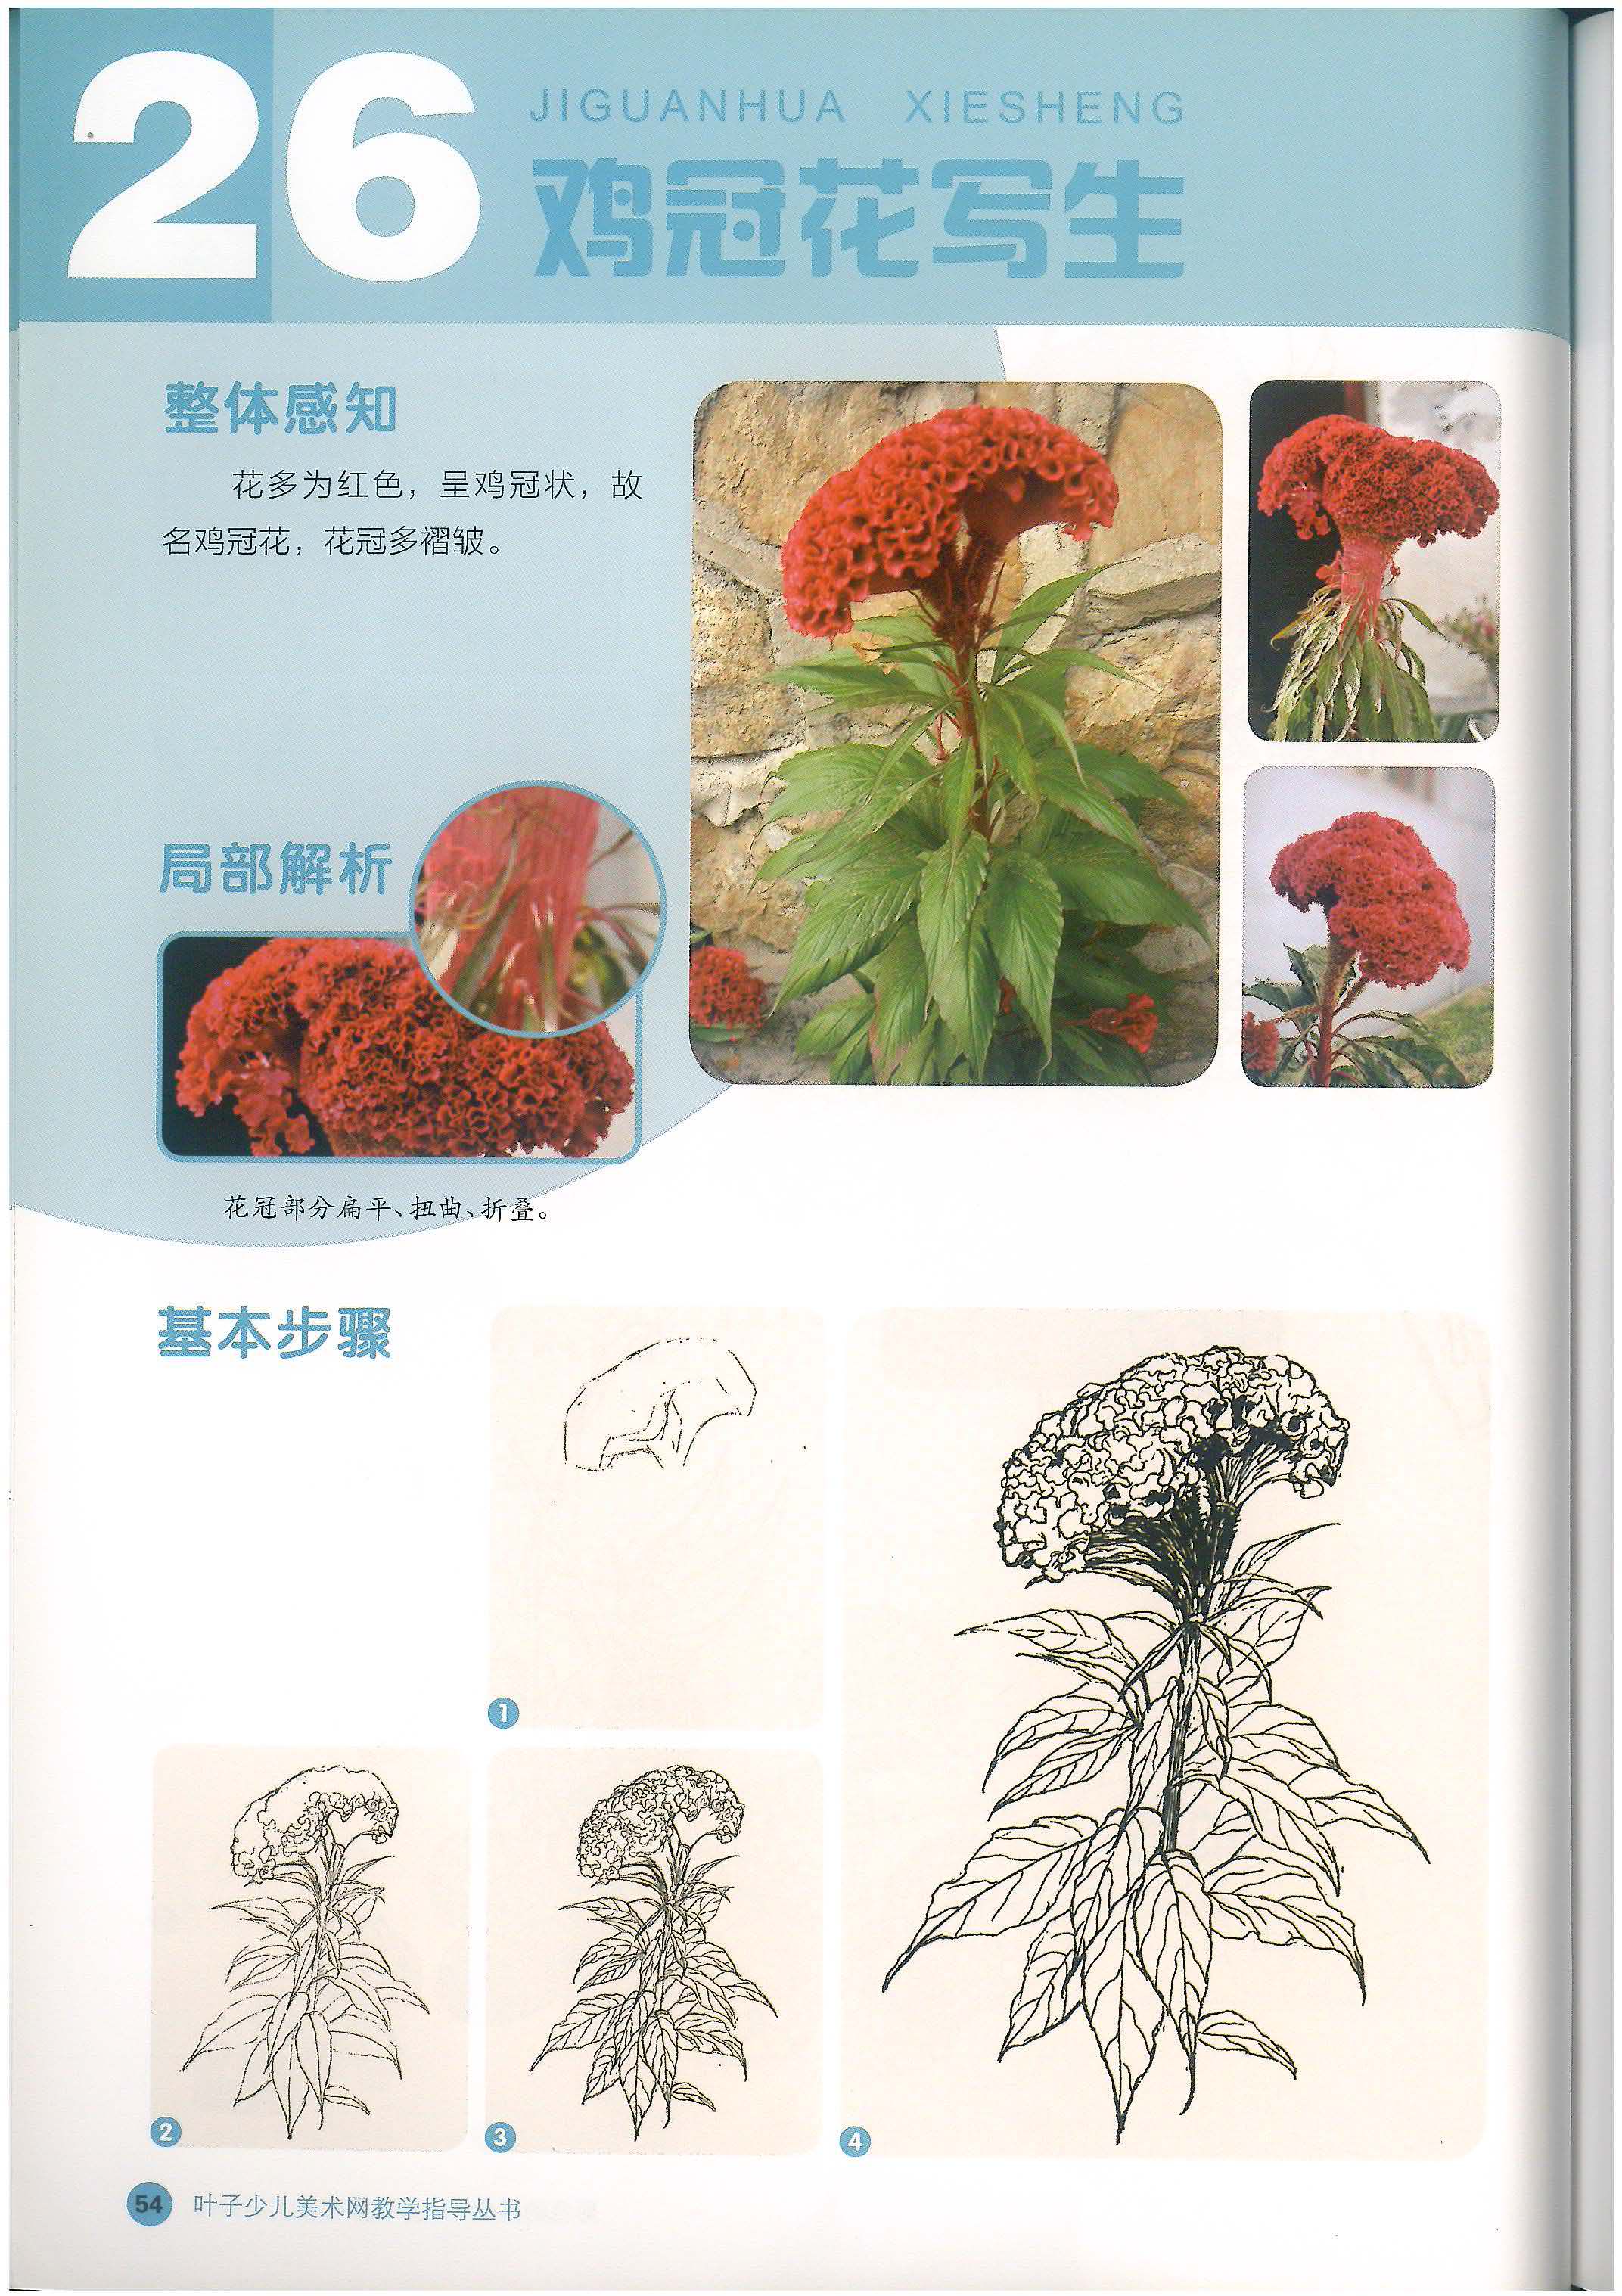 26
JIGUANHUA XIESHENG
鸡冠花写生
整体感知
花多为红色，呈鸡冠状，故
名鸡冠花，花冠多褶皱。
局部解析
花冠部分扁平、扭曲、折叠。
基本步骤
1
2
3
4
54 叶子少儿美术网教学指导丛书